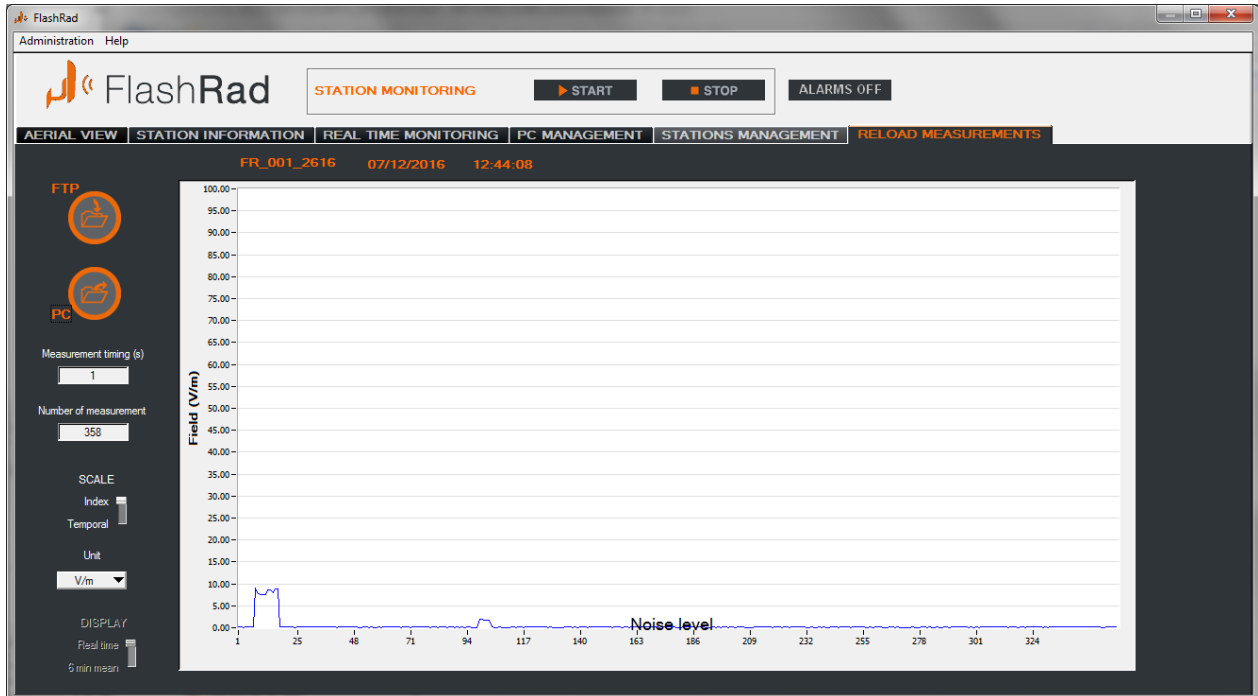 FlashRad
Administration Help
FlashRad
STATION MONITORING START STOP ALARMS OFF
AERIAL VIEW STATION INFORMATION REAL TIME MONITORING PC MANAGEMENT STATIONS MANAGEMENT RELOAD MEASUREMENTS
FR_001_2616 07/12/2016 12:44:08
FTP
PC
Measurement timing (s)
1
Number of measurement
358
SCALE
Index
Temporal
Unit
V/m
DISPLAY
Real time
6 min mean
Field (V/m)
100.00
95.00
90.00
85.00
80.00
75.00
70.00
65.00
60.00
55.00
50.00
45.00
40.00
35.00
30.00
25.00
20.00
15.00
10.00
5.00
0.00
Noise level
1 25 48 71 94 117 140 163 186 209 232 255 278 301 324